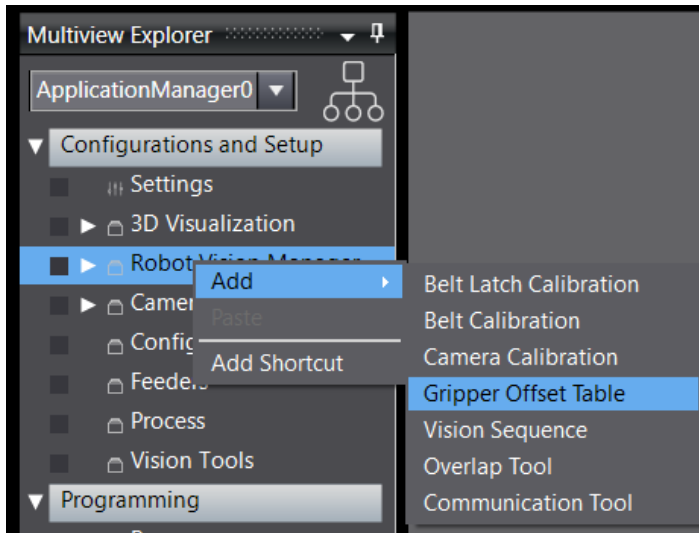 Multiview Explorer
ApplicationManager0
Configurations and Setup
Settings
3D Visualization
Robot Vision Manager
Add
Paste
Add Shortcut
Belt Latch Calibration
Belt Calibration
Camera Calibration
Gripper Offset Table
Vision Sequence
Overlap Tool
Communication Tool
Feeders
Process
Vision Tools
Programming